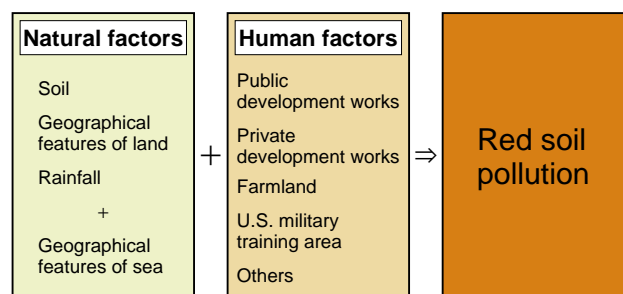 Natural factors
Soil
Geographical
features of land
Rainfall
+
Geographical
features of sea
+
Human factors
Public
development works
Private
development works
Farmland
U.S. military
training area
Others
⇒
Red soil
pollution